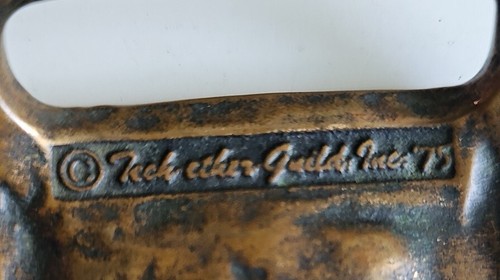 © Tech ether Guild, Inc. '75